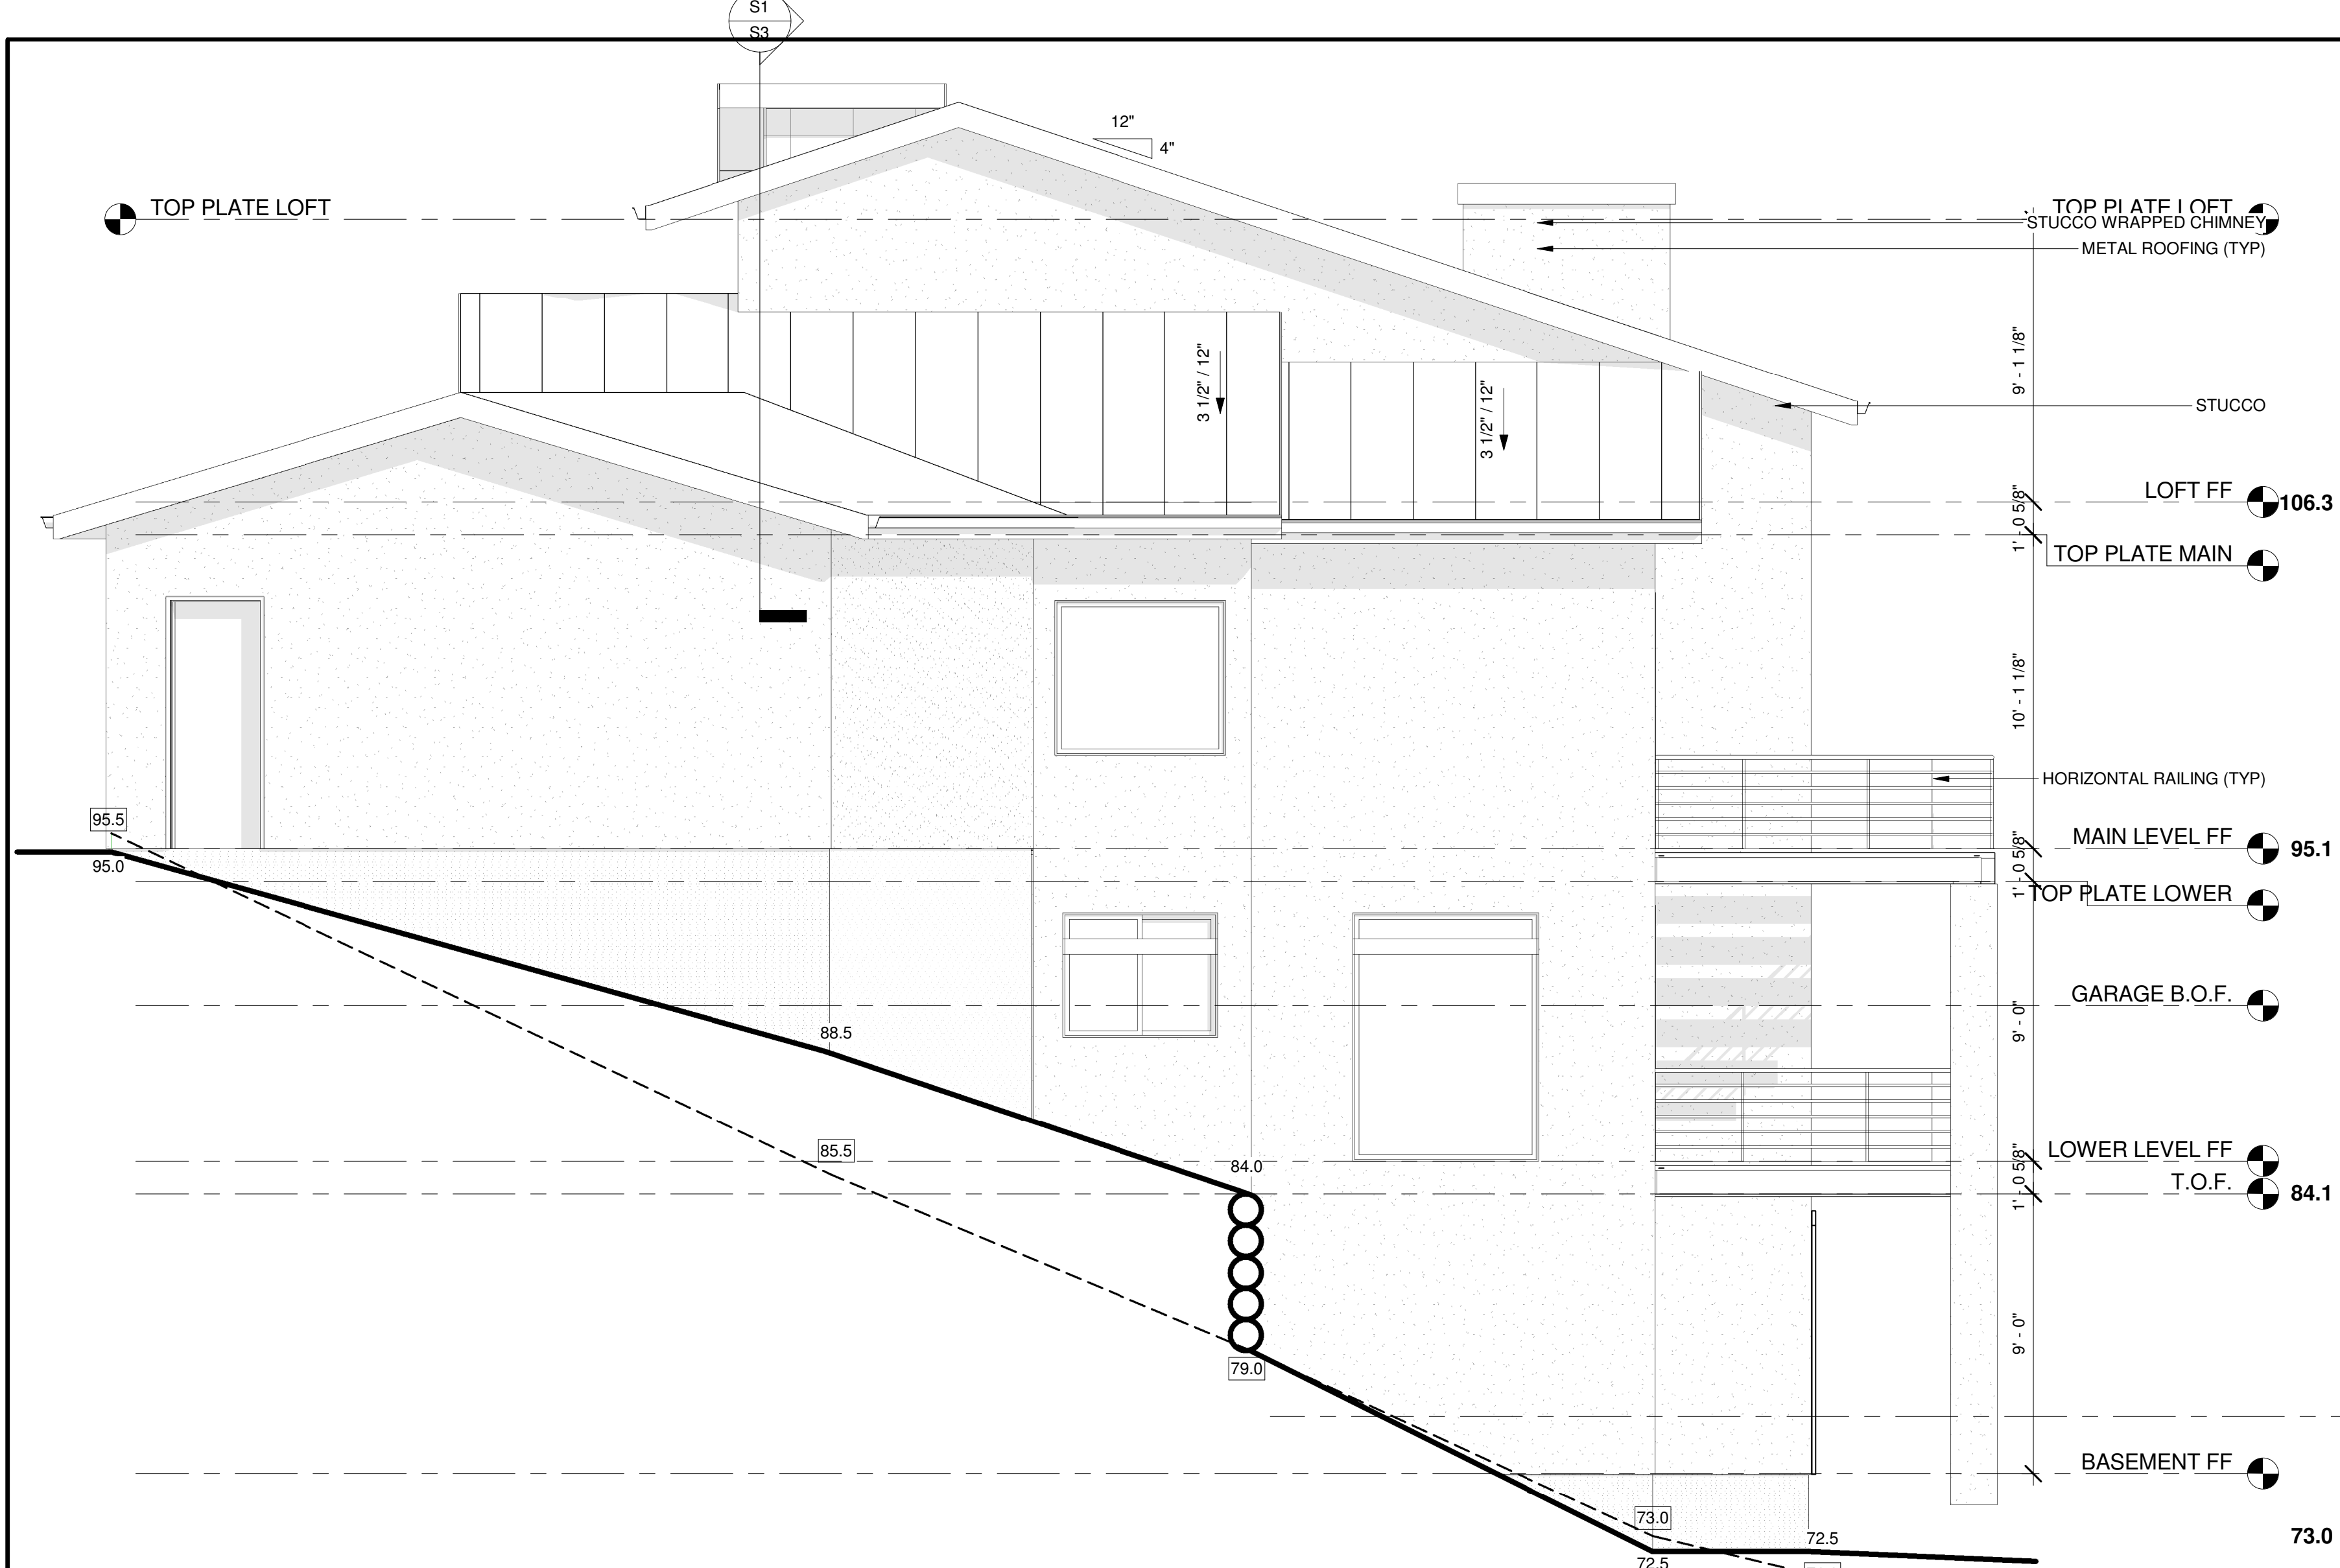 S1
S3
12"
4"
TOP PLATE LOFT
TOP PLATE LOFT
STUCCO WRAPPED CHIMNEY
METAL ROOFING (TYP)
9' - 1 1/8"
3 1/2" / 12"
3 1/2" / 12"
STUCCO
LOFT FF
106.3
1' - 0 5/8"
TOP PLATE MAIN
10' - 1 1/8"
HORIZONTAL RAILING (TYP)
95.5
95.0
MAIN LEVEL FF
95.1
1' - 0 5/8"
TOP PLATE LOWER
GARAGE B.O.F.
9' - 0"
88.5
85.5
84.0
LOWER LEVEL FF
1' - 0 5/8"
T.O.F.
84.1
9' - 0"
79.0
BASEMENT FF
73.0
72.5
72.5
73.0